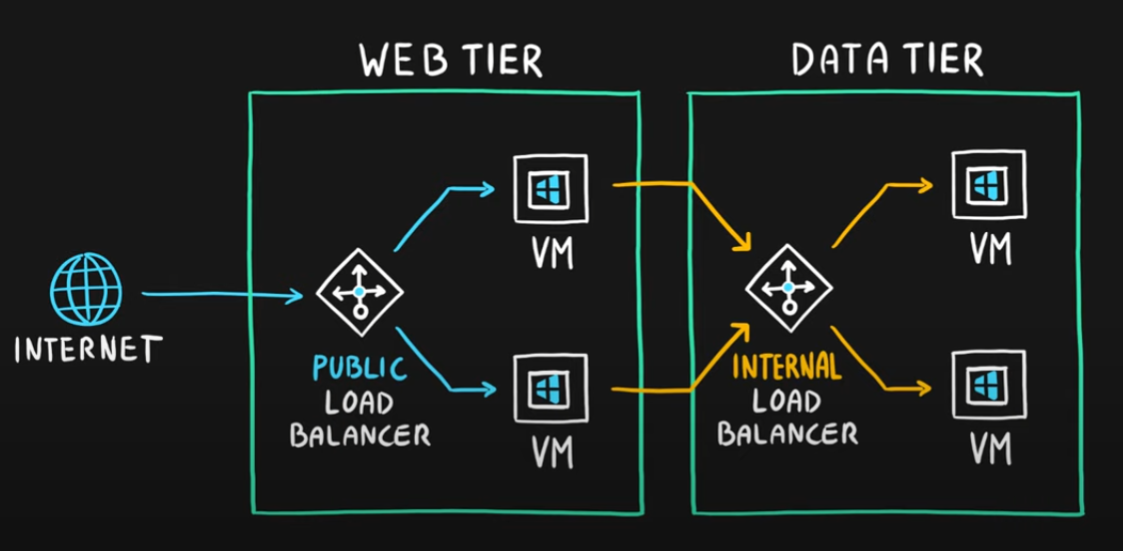 WEB TIER
DATA TIER
INTERNET
PUBLIC
LOAD
BALANCER
VM
VM
INTERNAL
LOAD
BALANCER
VM
VM